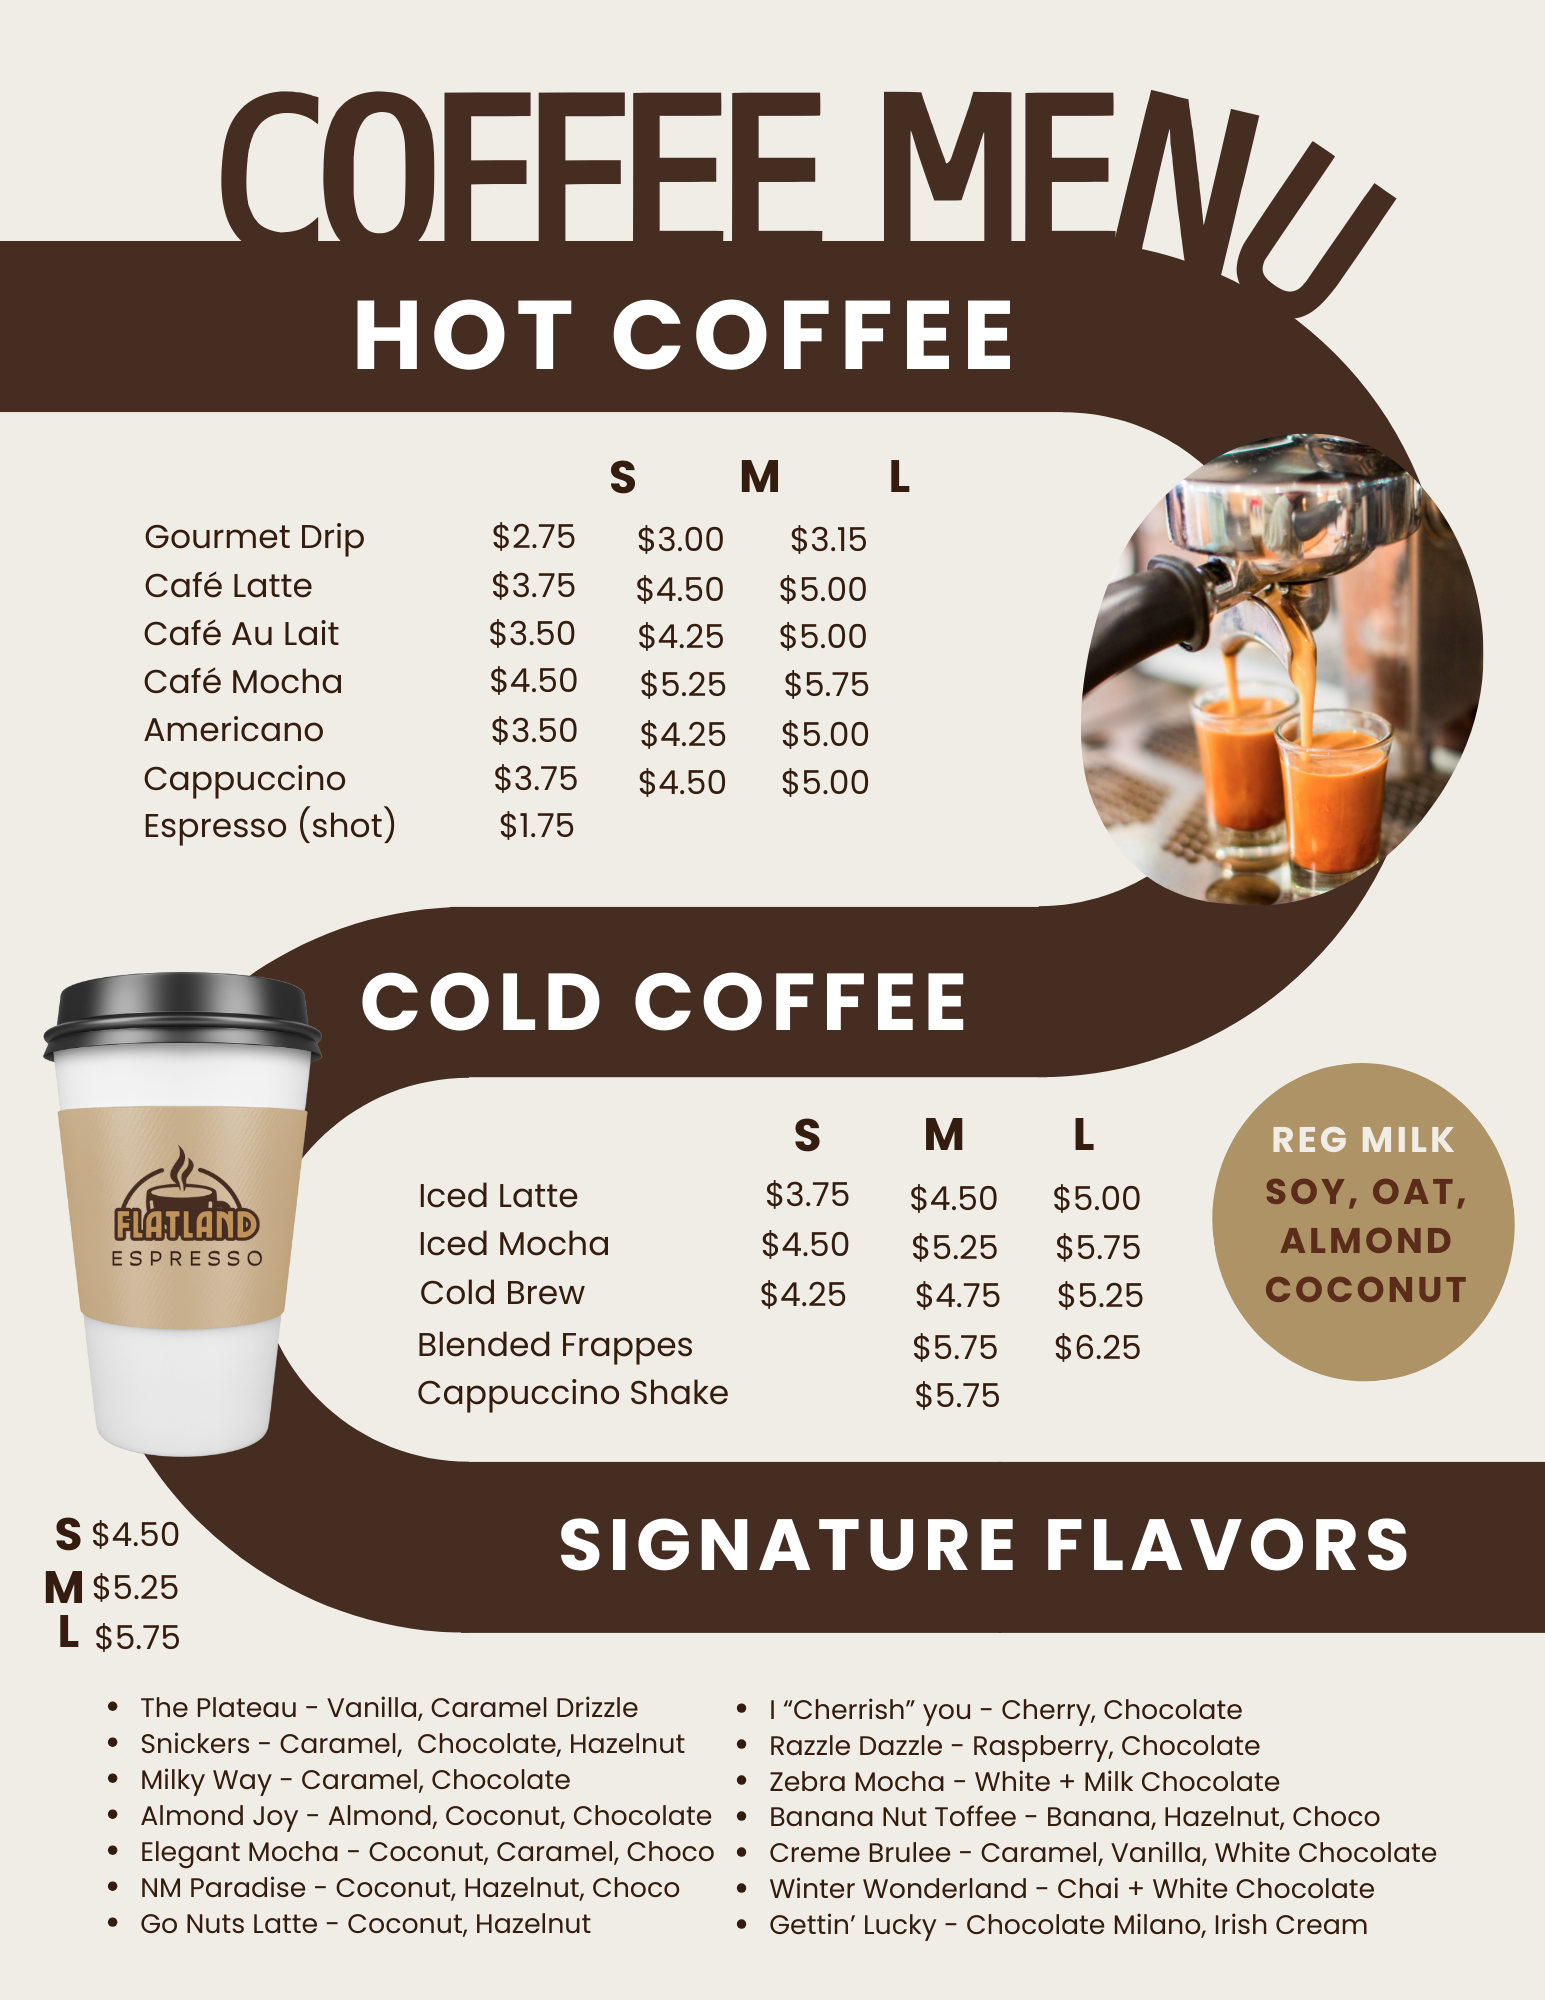 COFFEE MENU
HOT COFFEE
S M L
Gourmet Drip $2.75 $3.00 $3.15
Café Latte $3.75 $4.50 $5.00
Café Au Lait $3.50 $4.25 $5.00
Café Mocha $4.50 $5.25 $5.75
Americano $3.50 $4.25 $5.00
Cappuccino $3.75 $4.50 $5.00
Espresso (shot) $1.75
COLD COFFEE
S M L
Iced Latte $3.75 $4.50 $5.00
Iced Mocha $4.50 $5.25 $5.75
Cold Brew $4.25 $4.75 $5.25
Blended Frappes $5.75 $6.25
Cappuccino Shake $5.75
REG MILK
SOY, OAT,
ALMOND
COCONUT
FLATLAND
ESPRESSO
SIGNATURE FLAVORS
S $4.50
M $5.25
L $5.75
• The Plateau - Vanilla, Caramel Drizzle
• Snickers - Caramel,  Chocolate, Hazelnut
• Milky Way - Caramel, Chocolate
• Almond Joy - Almond, Coconut, Chocolate
• Elegant Mocha - Coconut, Caramel, Choco
• NM Paradise - Coconut, Hazelnut, Choco
• Go Nuts Latte - Coconut, Hazelnut
• I “Cherrish” you - Cherry, Chocolate
• Razzle Dazzle - Raspberry, Chocolate
• Zebra Mocha - White + Milk Chocolate
• Banana Nut Toffee - Banana, Hazelnut, Choco
• Creme Brulee - Caramel, Vanilla, White Chocolate
• Winter Wonderland - Chai + White Chocolate
• Gettin’ Lucky - Chocolate Milano, Irish Cream